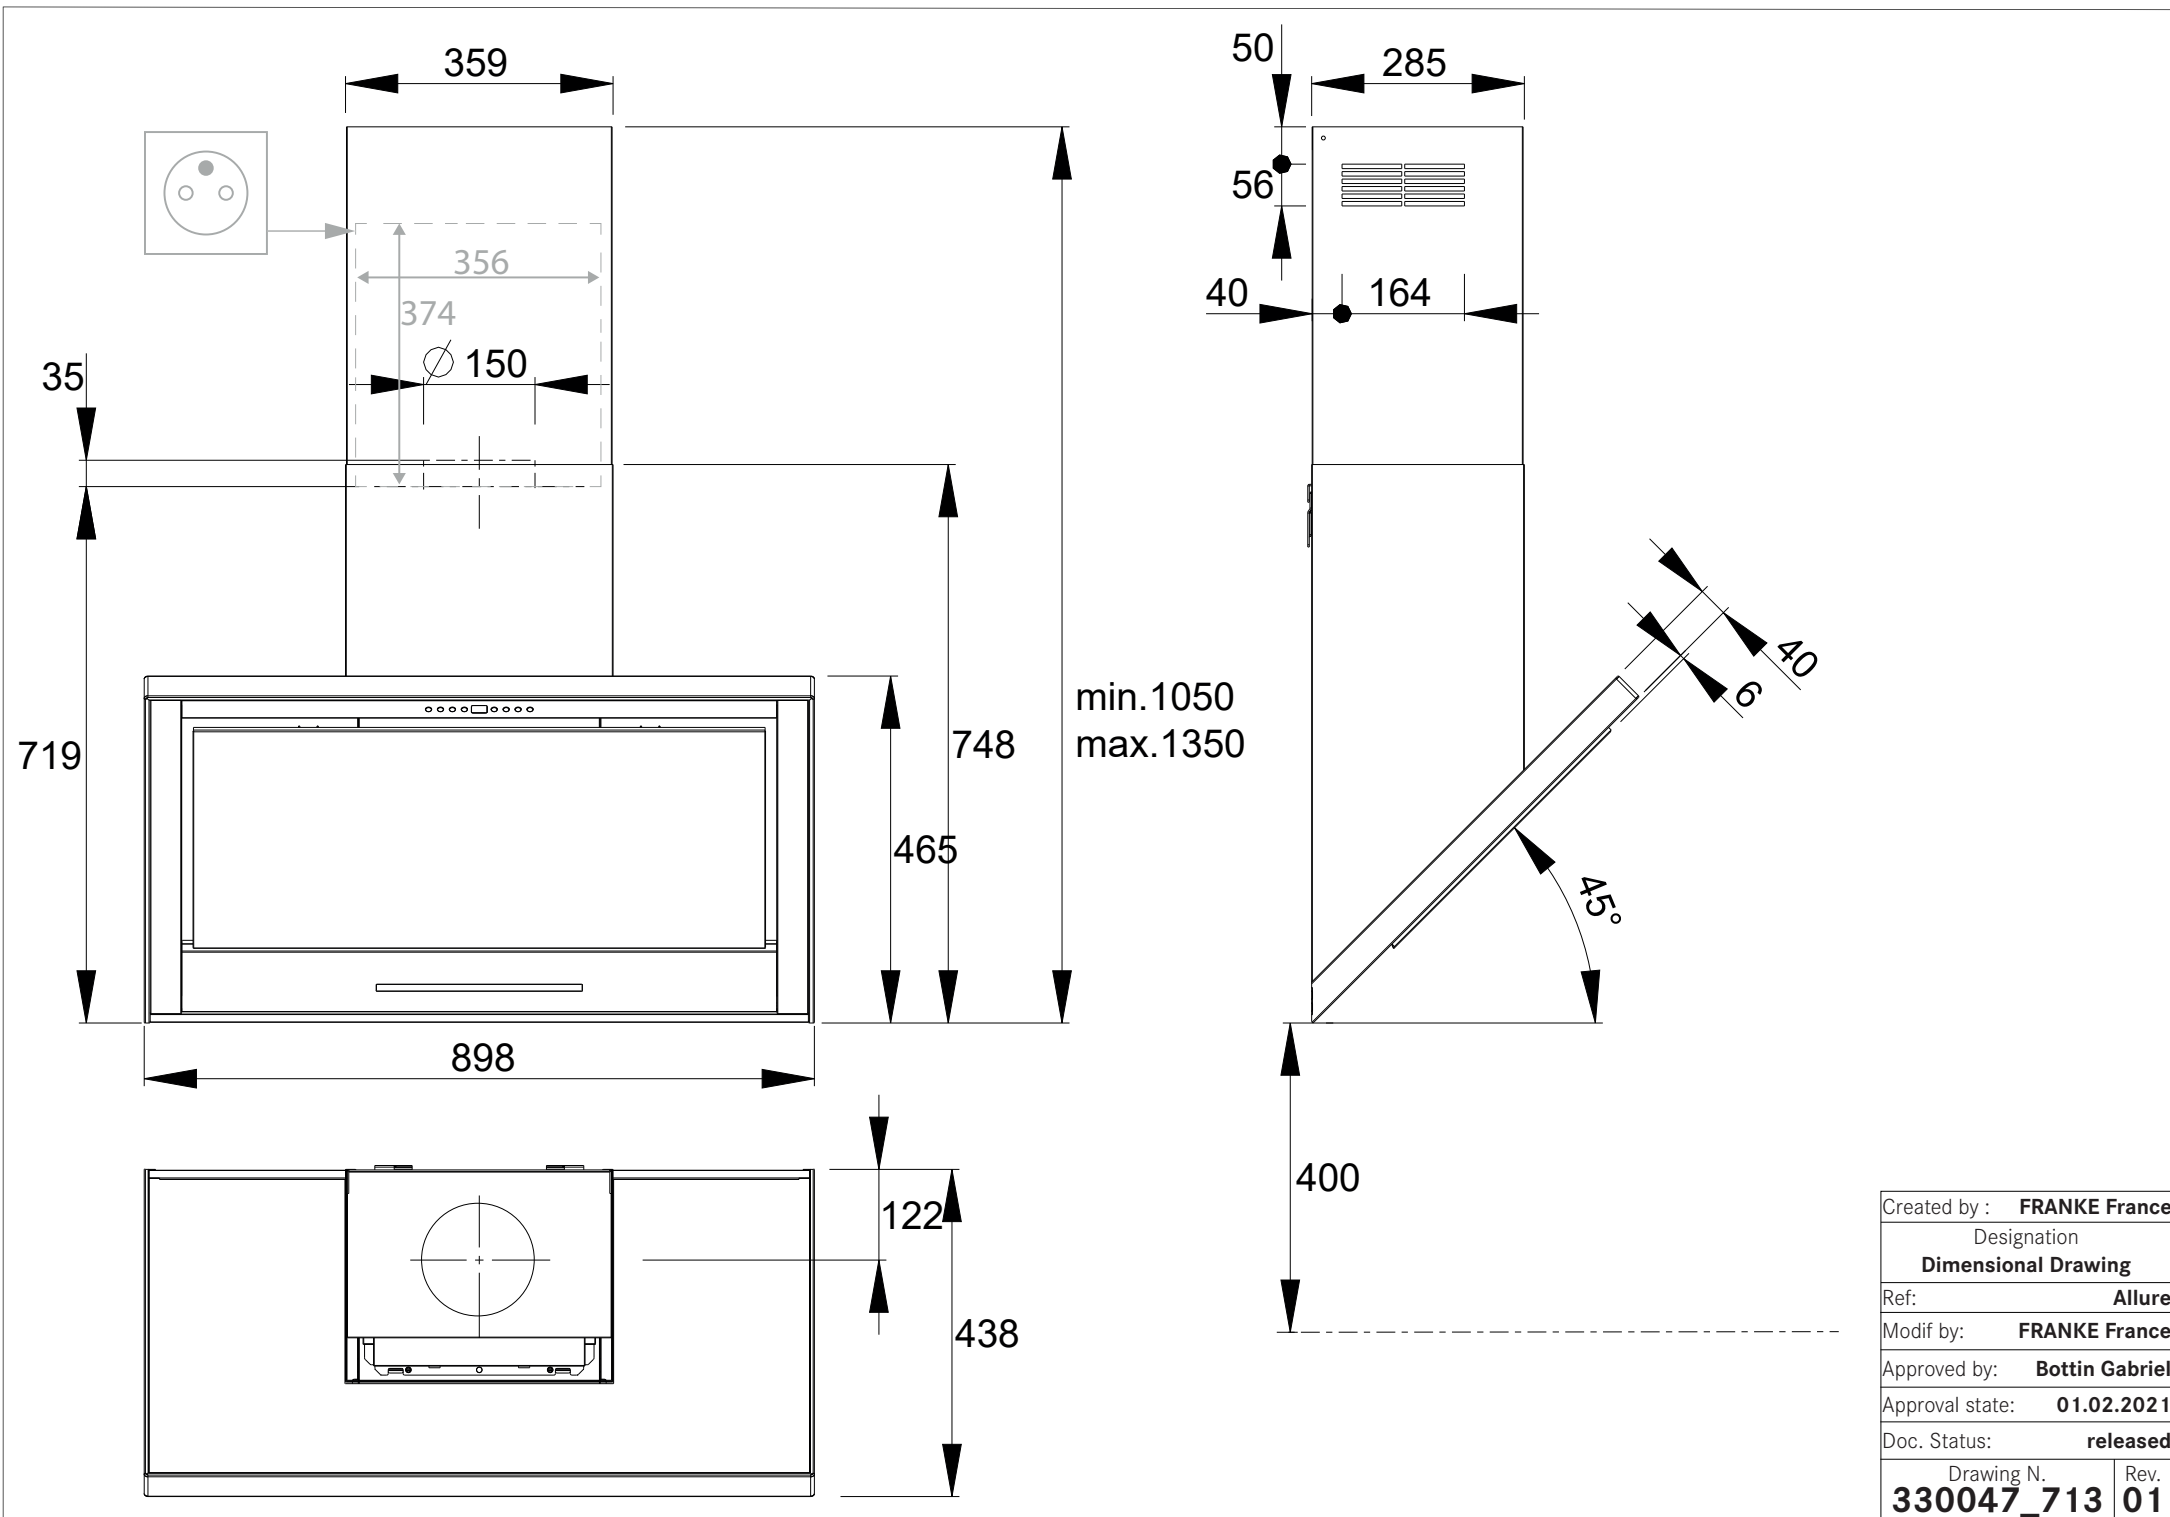 359
50
285
56
356
374
40
164
Ø 150
35
min.1050
max.1350
719
748
465
40
6
45°
898
122
438
400
Created by : FRANKE France
Designation
Dimensional Drawing
Ref: Allure
Modif by: FRANKE France
Approved by: Bottin Gabriel
Approval state: 01.02.2021
Doc. Status: released
Drawing N. Rev.
330047_713 01